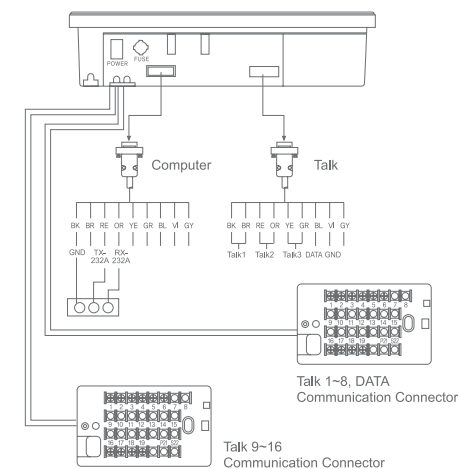 POWER
FUSE
Computer
Talk
BK BR RE OR YE GR BL VI GY
BK BR RE OR YE GR BL VI GY
GND TX-232A RX-232A
Talk1 Talk2 Talk3 DATA GND
1 2 3 4 5 6 7 8
9 10 11 12 13 14 15
16 17 18 19 P21 S22
Talk 1~8, DATA
Communication Connector
1 2 3 4 5 6 7 8
9 10 11 12 13 14 15
16 17 18 19 P21 S22
Talk 9~16
Communication Connector